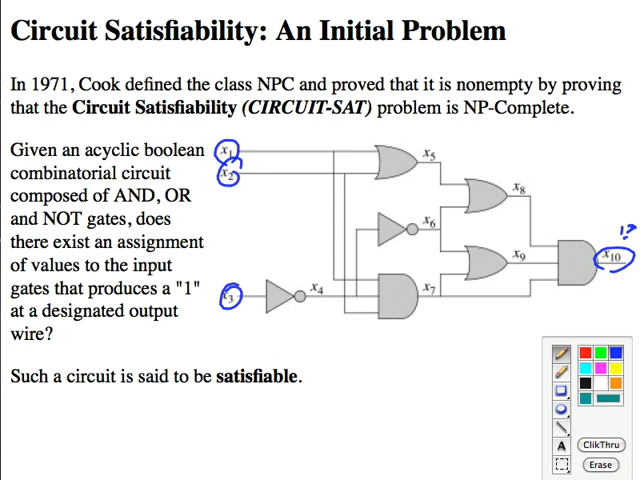 Circuit Satisfiability: An Initial Problem
In 1971, Cook defined the class NPC and proved that it is nonempty by proving
that the Circuit Satisfiability (CIRCUIT-SAT) problem is NP-Complete.
Given an acyclic boolean
combinatorial circuit
composed of AND, OR
and NOT gates, does
there exist an assignment
of values to the input
gates that produces a "1"
at a designated output
wire?
Such a circuit is said to be satisfiable.
x1
x2
x3
x4
x5
x6
x7
x8
x9
x10
1?
A
ClikThru
Erase